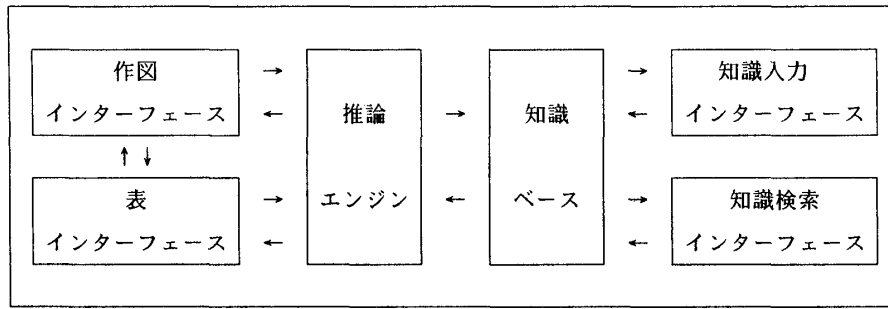 作図
インターフェース
→
←
↑ ↓
表
インターフェース
→
←
推論
エンジン
→
←
知識
ベース
→
←
→
←
知識入力
インターフェース
知識検索
インターフェース